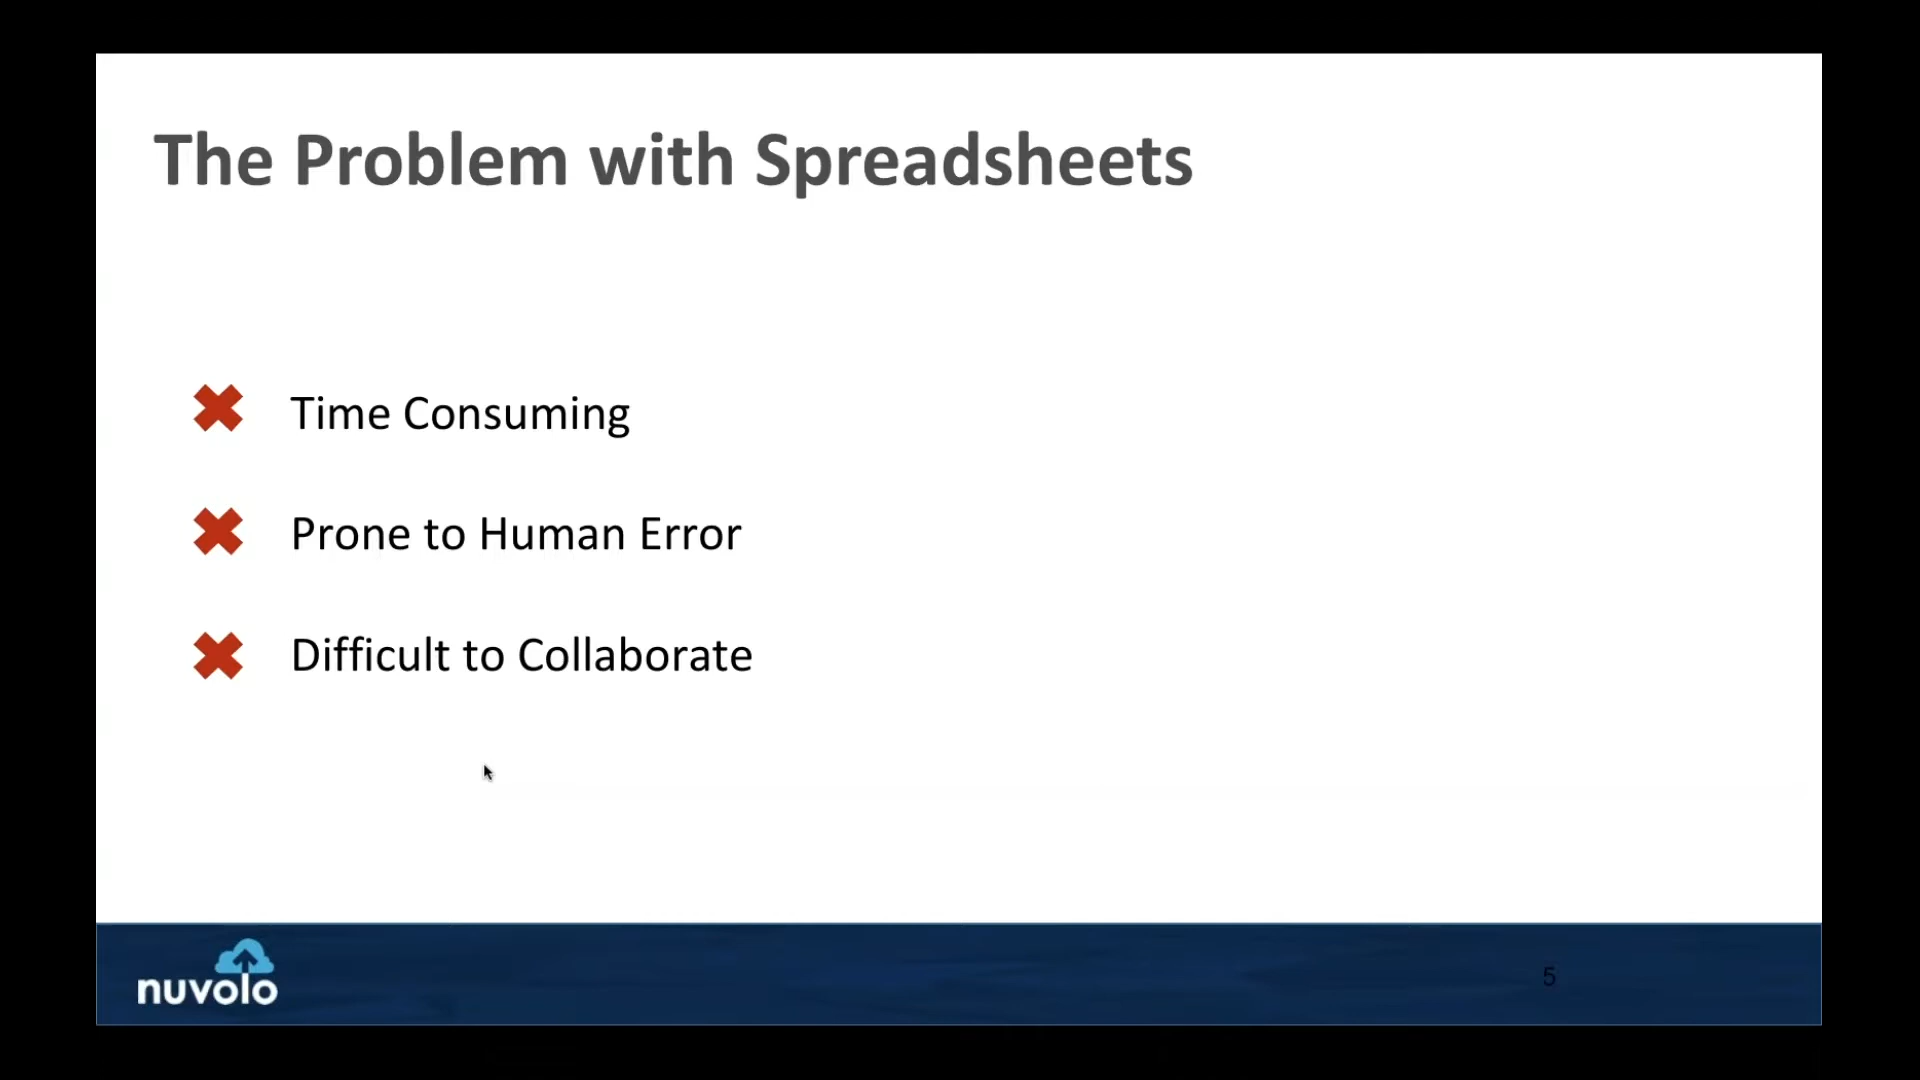 The Problem with Spreadsheets
Time Consuming
Prone to Human Error
Difficult to Collaborate
nuvolo
5